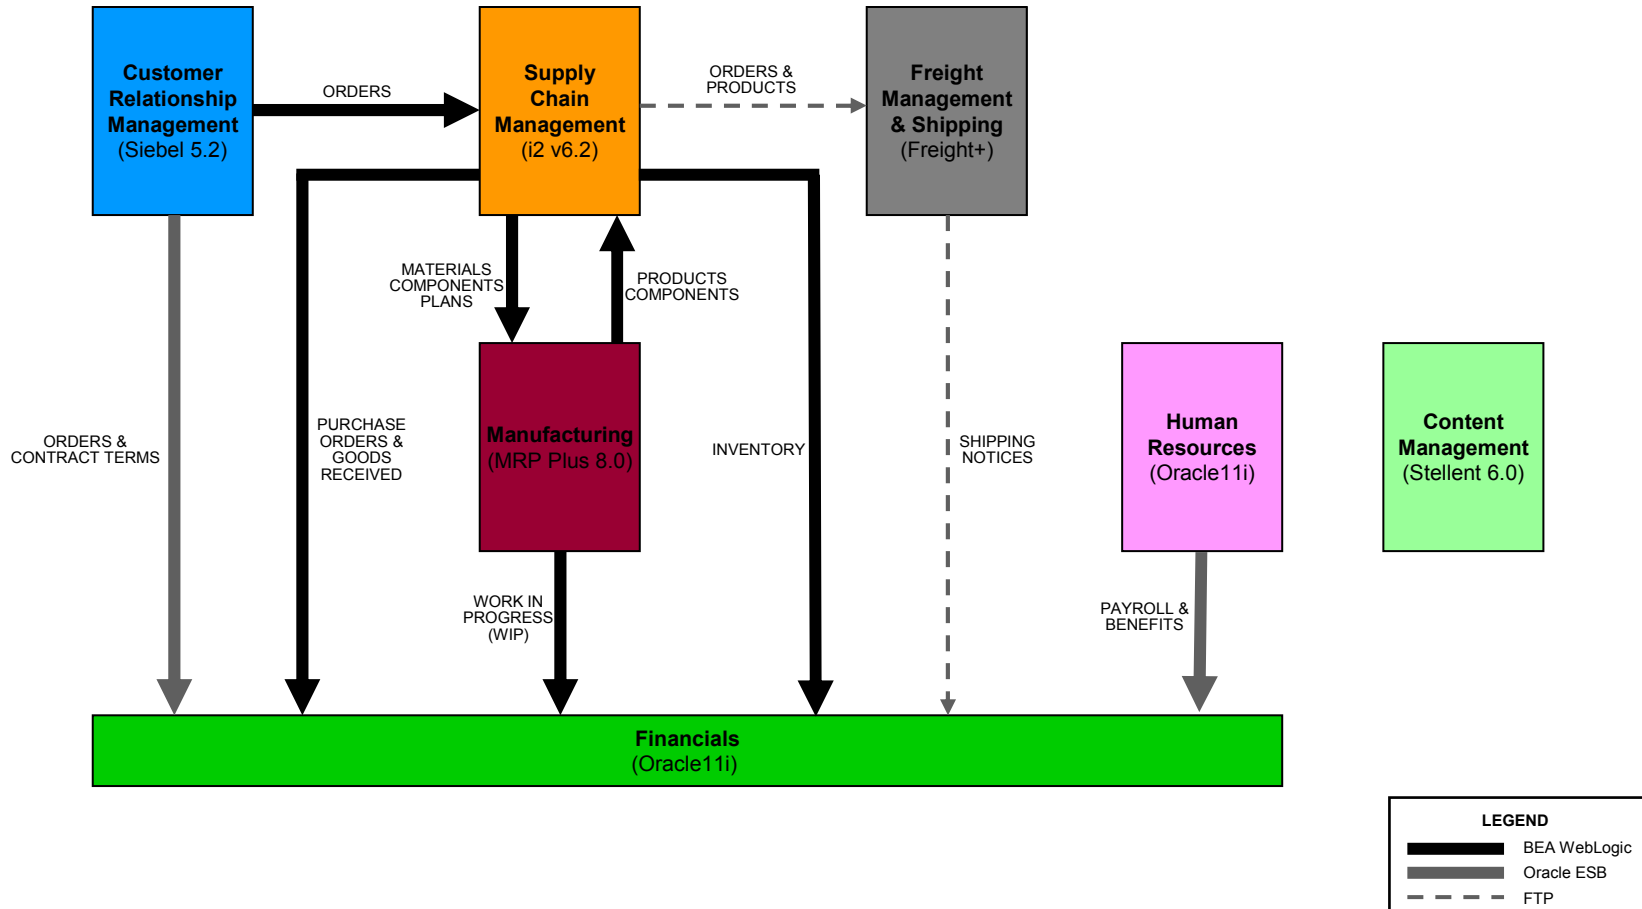 Customer
Relationship
Management
(Siebel 5.2)
ORDERS
Supply
Chain
Management
(i2 v6.2)
ORDERS &
PRODUCTS
Freight
Management
& Shipping
(Freight+)
MATERIALS
COMPONENTS
PLANS
PRODUCTS
COMPONENTS
ORDERS &
CONTRACT TERMS
PURCHASE
ORDERS &
GOODS
RECEIVED
Manufacturing
(MRP Plus 8.0)
INVENTORY
SHIPPING
NOTICES
Human
Resources
(Oracle11i)
Content
Management
(Stellent 6.0)
WORK IN
PROGRESS
(WIP)
PAYROLL &
BENEFITS
Financials
(Oracle11i)
LEGEND
BEA WebLogic
Oracle ESB
FTP